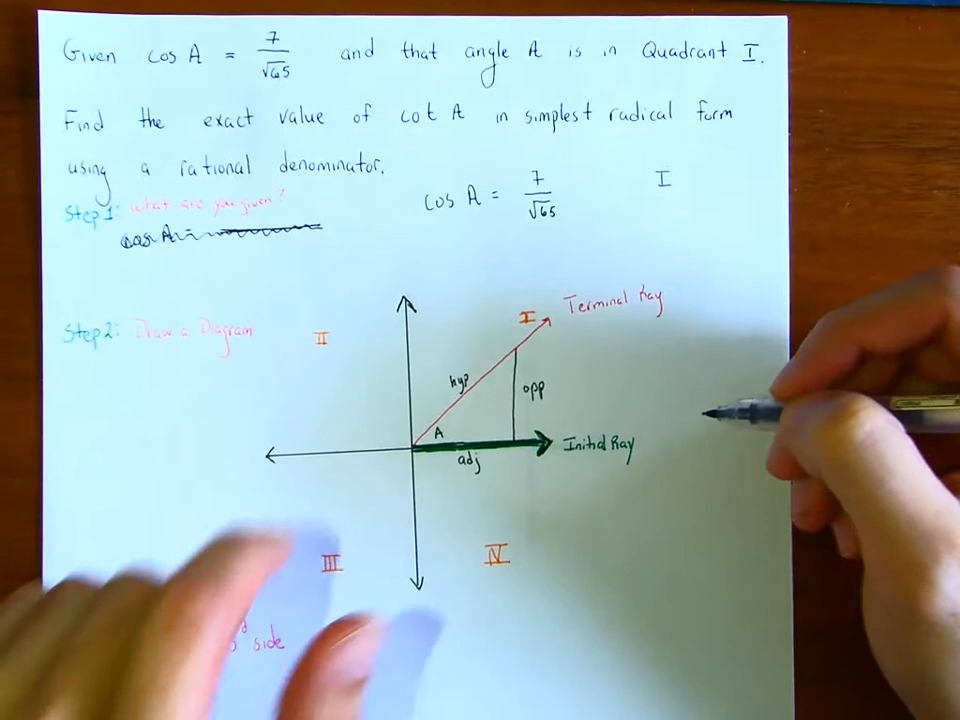 Given cos A = 7/√65 and that angle A is in Quadrant I.
Find the exact value of cot A in simplest radical form
using a rational denominator.
Step 1: What are you given?
cos A = 7/√65 I
cos A =
Step 2: Draw a Diagram
II
I
Terminal Ray
hyp
opp
A
adj
Initial Ray
III
IV
side